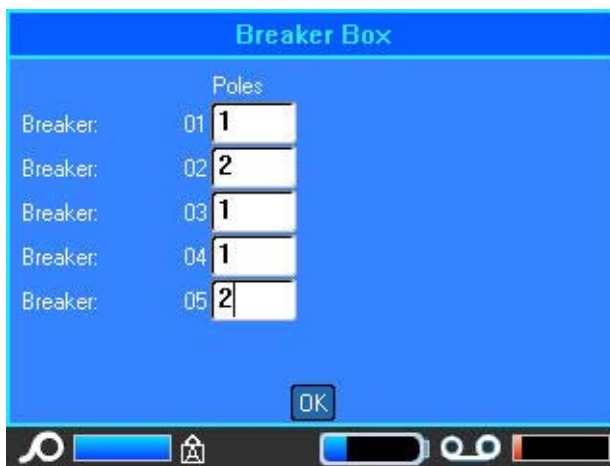 Breaker Box
Poles
Breaker: 01 1
Breaker: 02 2
Breaker: 03 1
Breaker: 04 1
Breaker: 05 2
OK